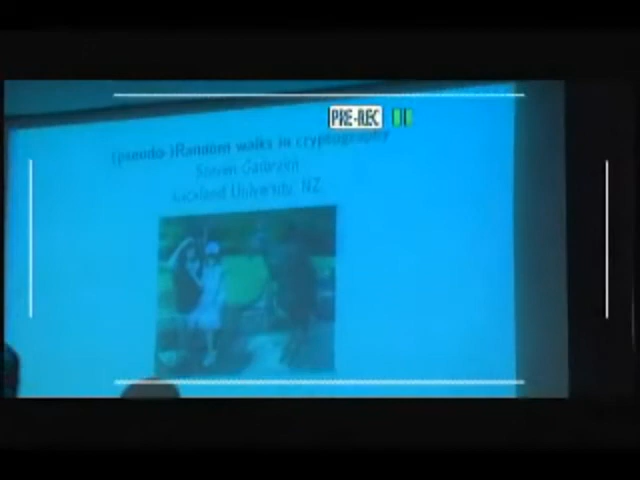 PRE-REC
(pseudo-)Random walks in cryptography
Steven Galbraith
Auckland University, NZ.